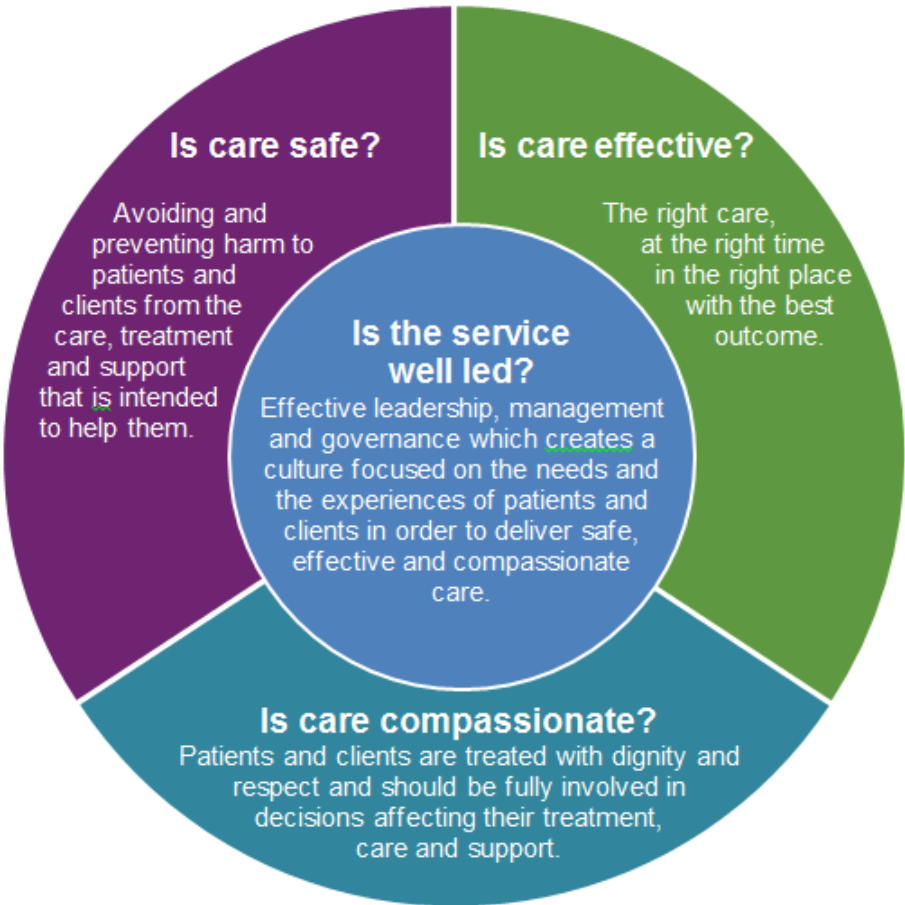 Is care safe?
Avoiding and
preventing harm to
patients and
clients from the
care, treatment
and support
that is intended
to help them.
Is care effective?
The right care,
at the right time
in the right place
with the best
outcome.
Is the service
well led?
Effective leadership, management
and governance which creates a
culture focused on the needs and
the experiences of patients and
clients in order to deliver safe,
effective and compassionate
care.
Is care compassionate?
Patients and clients are treated with dignity and
respect and should be fully involved in
decisions affecting their treatment,
care and support.